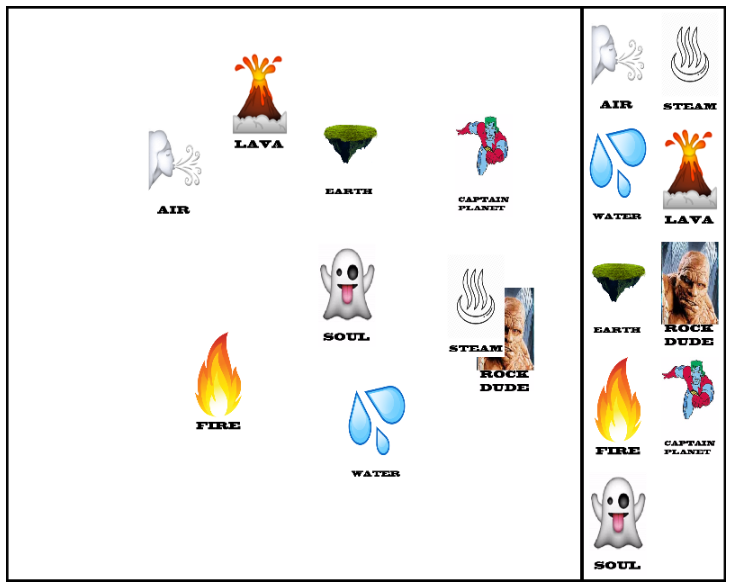 LAVA
EARTH
CAPTAIN
PLANET
AIR
SOUL
STEAM
ROCK
DUDE
FIRE
WATER
AIR
STEAM
WATER
LAVA
EARTH
ROCK
DUDE
FIRE
CAPTAIN
PLANET
SOUL